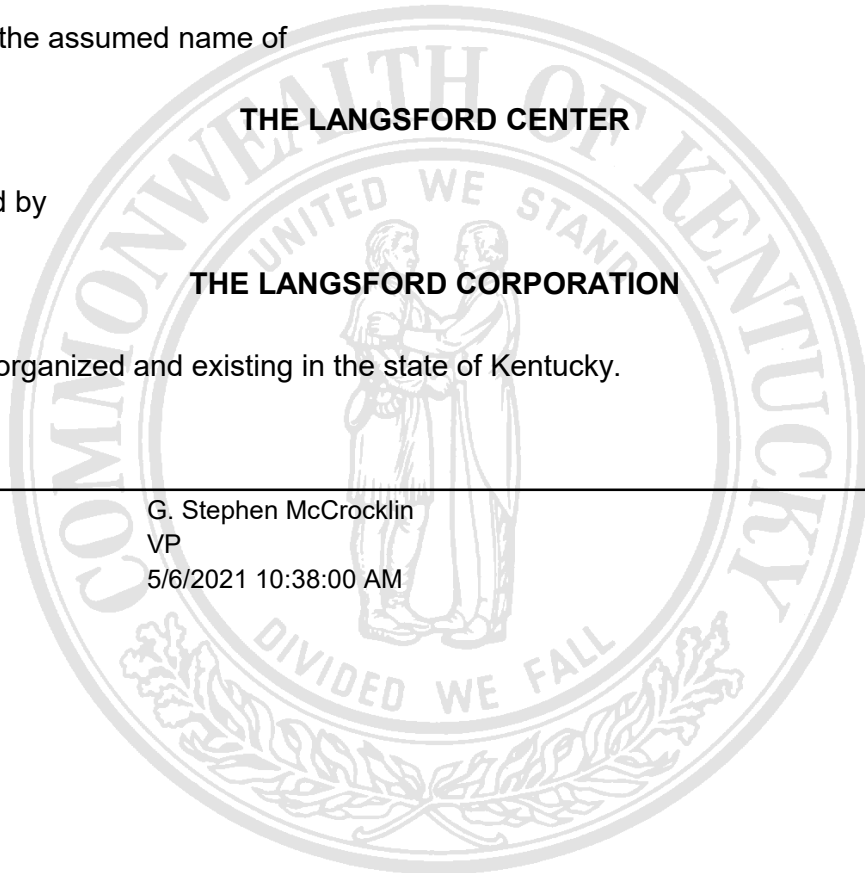 the assumed name of
THE LANGSFORD CENTER
d by
THE LANGSFORD CORPORATION
organized and existing in the state of Kentucky.
G. Stephen McCrocklin
VP
5/6/2021 10:38:00 AM
COMMONWEALTH OF KENTUCKY
UNITED WE STAND
DIVIDED WE FALL